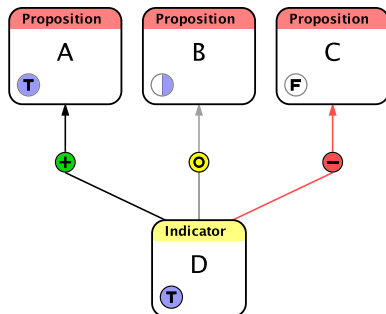 Proposition Proposition Proposition
A B C
T F
+ o −
Indicator
D
T